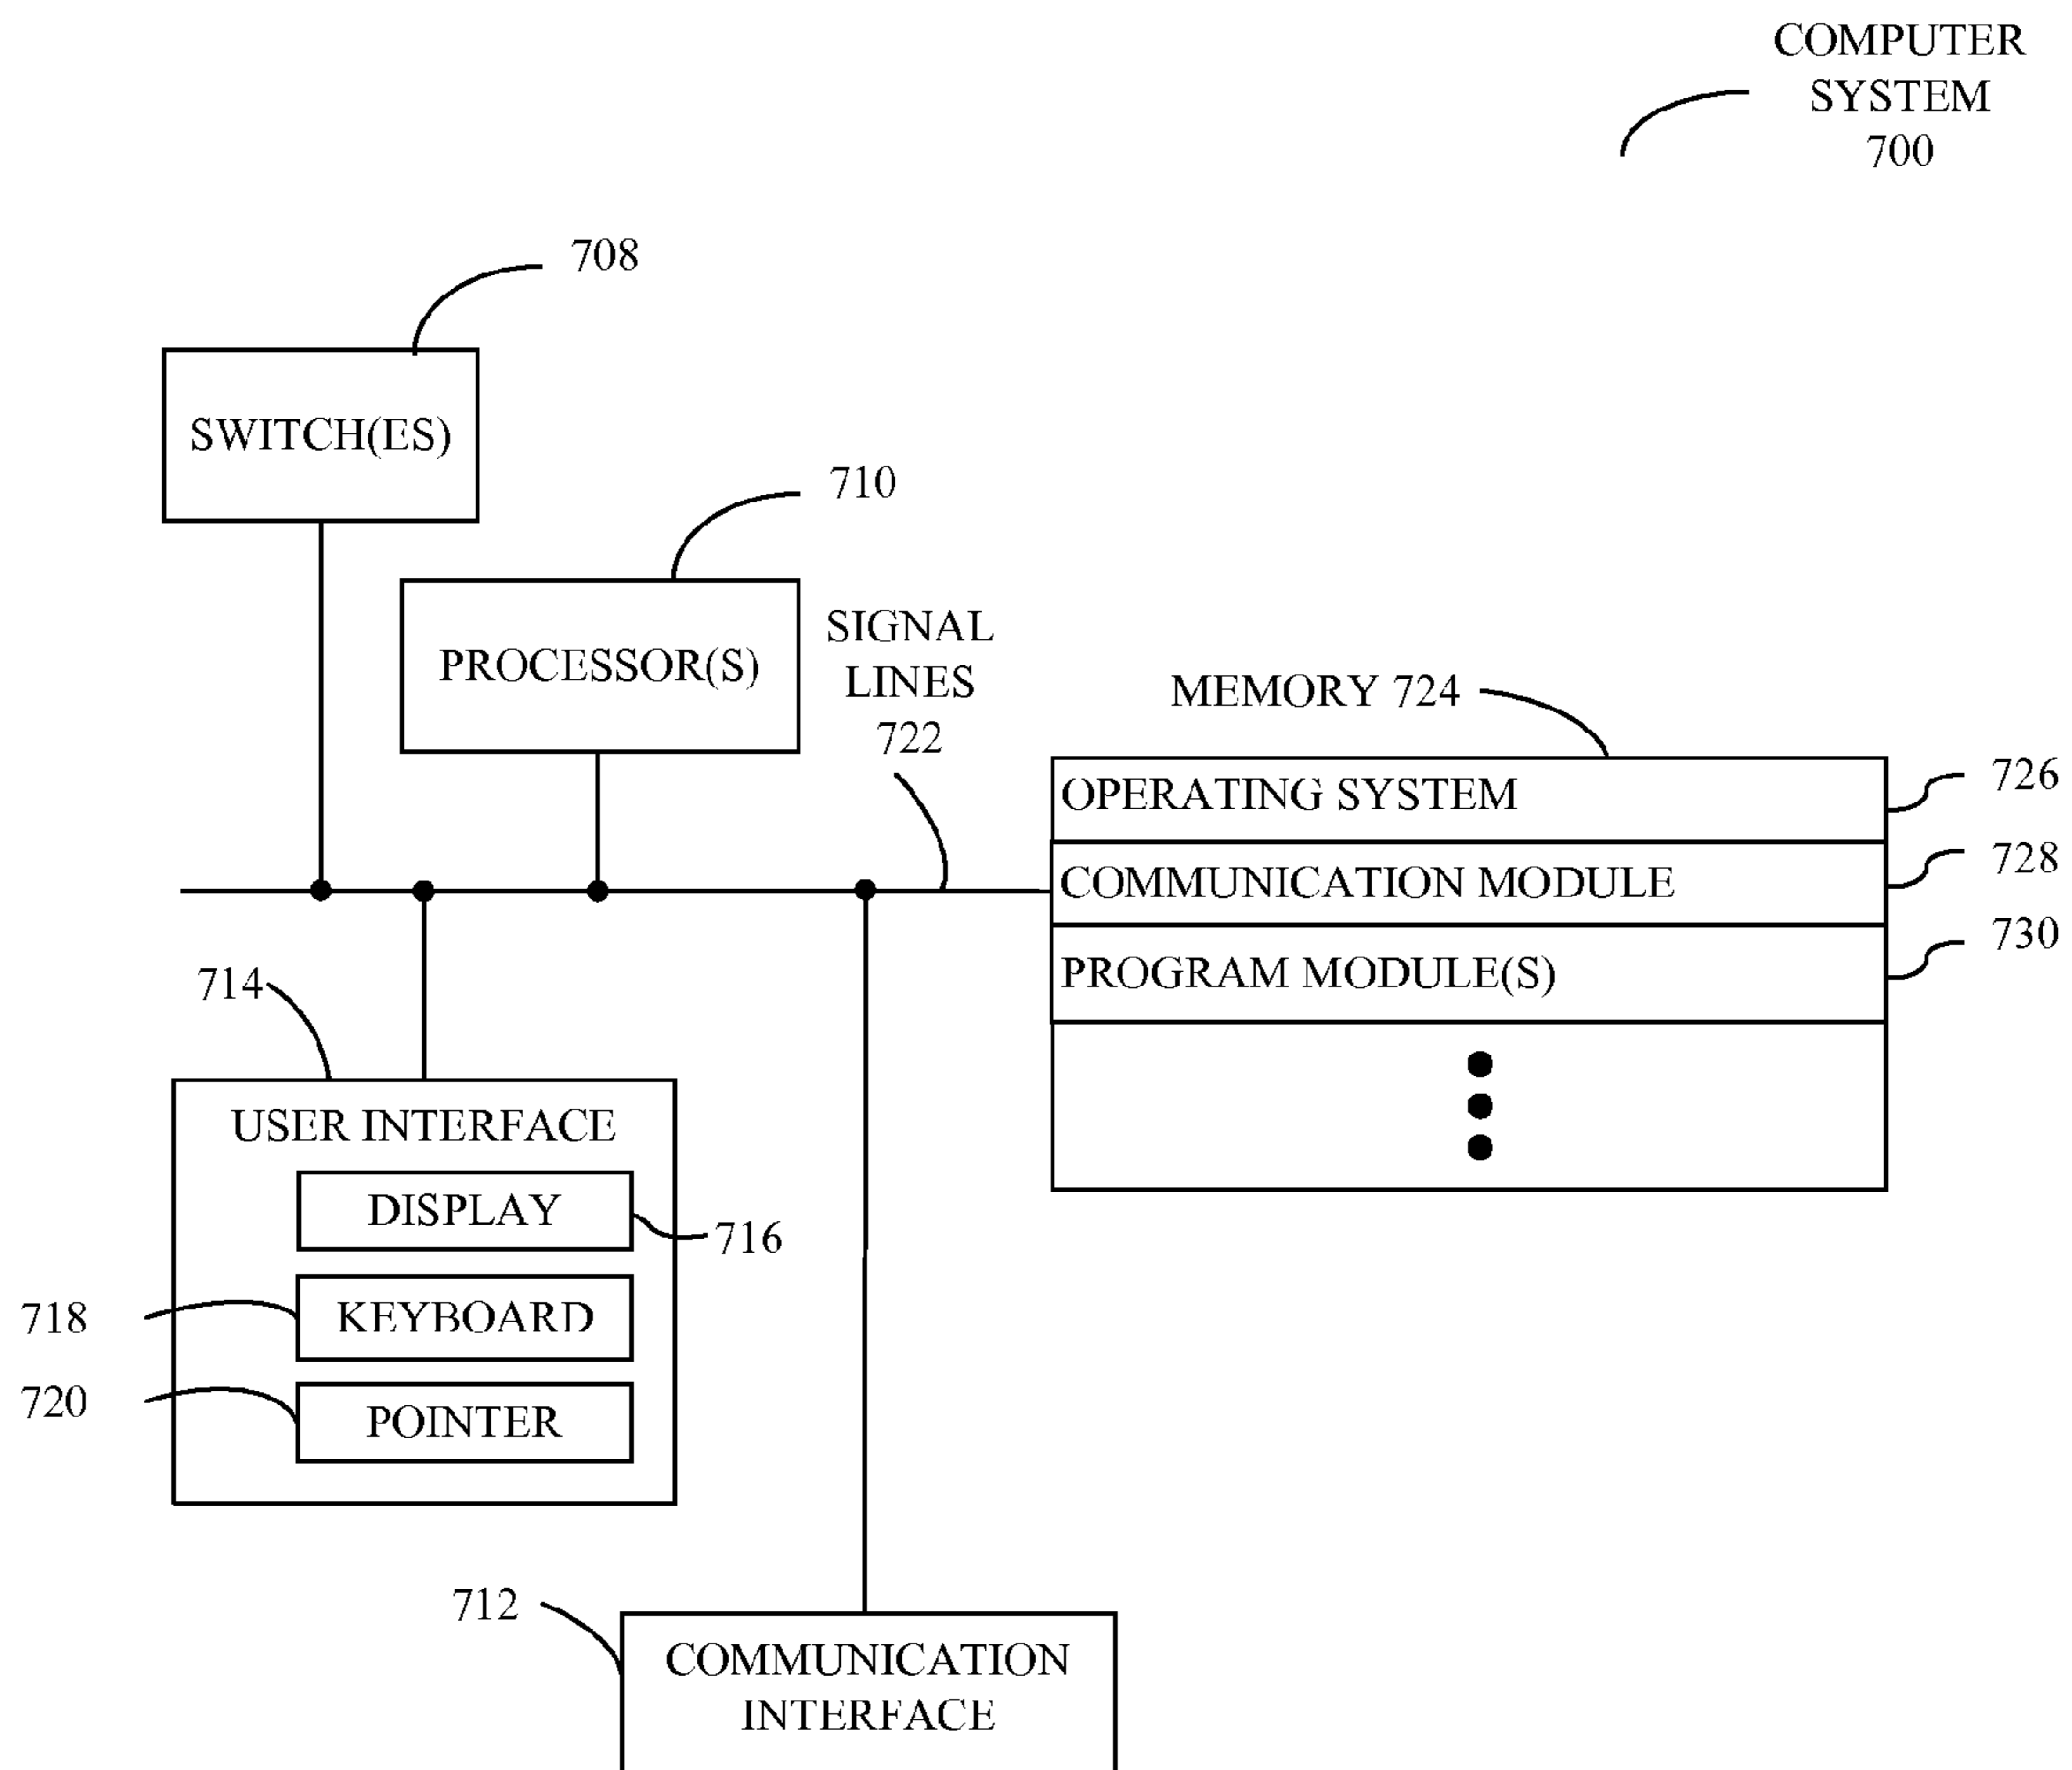 COMPUTER
SYSTEM
700
708
SWITCH(ES)
710
PROCESSOR(S)
SIGNAL
LINES
722
MEMORY 724
OPERATING SYSTEM
726
COMMUNICATION MODULE
728
PROGRAM MODULE(S)
730
714
USER INTERFACE
DISPLAY
716
718
KEYBOARD
720
POINTER
712
COMMUNICATION
INTERFACE